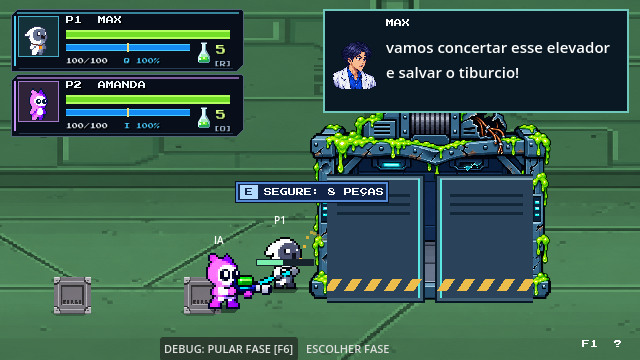 P1 MAX
5
100/100 Q 100% [R]
P2 AMANDA
5
100/100 I 100% [O]
MAX
vamos concertar esse elevador
e salvar o tiburcio!
E SEGURE: 8 PEÇAS
P1
IA
DEBUG: PULAR FASE [F6] ESCOLHER FASE
F1 ?